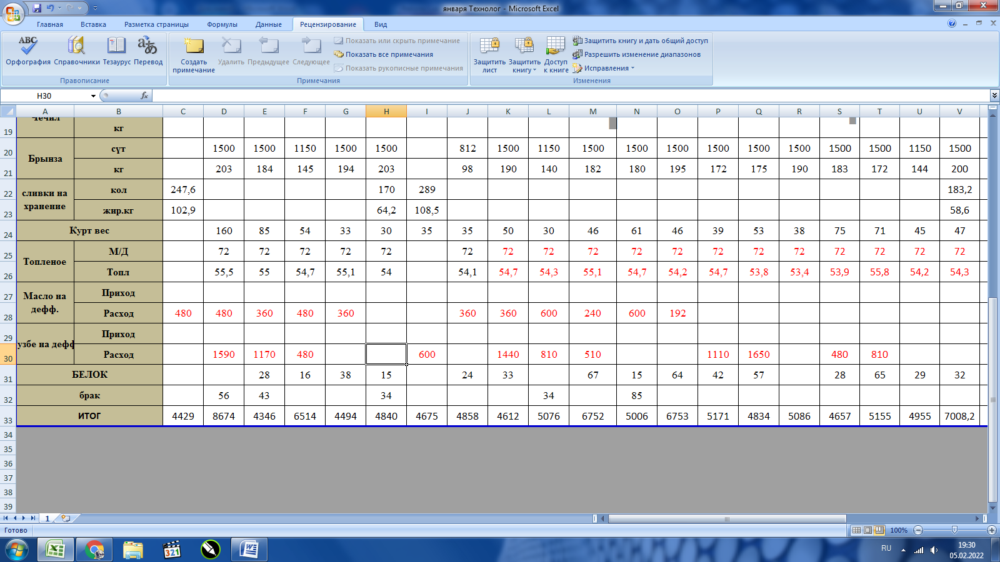 января Технолог - Microsoft Excel
Главная Вставка Разметка страницы Формулы Данные Рецензирование Вид
ABC
Орфография Справочники Тезаурус Перевод
Создать примечание Удалить Предыдущее Следующее
Показать или скрыть примечание
Показать все примечания
Показать рукописные примечания
Защитить лист Защитить книгу Доступ к книге
Защитить книгу и дать общий доступ
Разрешить изменение диапазонов
Исправления
Правописание Примечания Изменения
H30 fx
A B C D E F G H I J K L M N O P Q R S T U V
19 Чечил кг
20 Брынза сүт 1500 1500 1150 1500 1500 812 1500 1150 1500 1500 1500 1500 1500 1500 1500 1500 1150 1500
21 кг 203 184 145 194 203 98 190 140 182 180 195 172 175 190 183 172 144 200
22 сливки на хранение кол 247,6 170 289 183,2
23 жир.кг 102,9 64,2 108,5 58,6
24 Курт вес 160 85 54 33 30 35 35 50 30 46 61 46 39 53 38 75 71 45 47
25 Топленое М/Д 72 72 72 72 72 72 72 72 72 72 72 72 72 72 72 72 72 72
26 Топл 55,5 55 54,7 55,1 54 54,1 54,7 54,3 55,1 54,7 54,2 54,7 53,8 53,4 53,9 55,8 54,2 54,3
27 Масло на дефф. Приход
28 Расход 480 480 360 480 360 360 360 600 240 600 192
29 узбе на дефф Приход
30 Расход 1590 1170 480 600 1440 810 510 1110 1650 480 810
31 БЕЛОК 28 16 38 15 24 33 67 15 64 42 57 28 65 29 32
32 брак 56 43 34 34 85
33 ИТОГ 4429 8674 4346 6514 4494 4840 4675 4858 4612 5076 6752 5006 6753 5171 4834 5086 4657 5155 4955 7008,2
34
35
36
37
38
39
1
Готово 100%
321
RU 19:30
05.02.2022